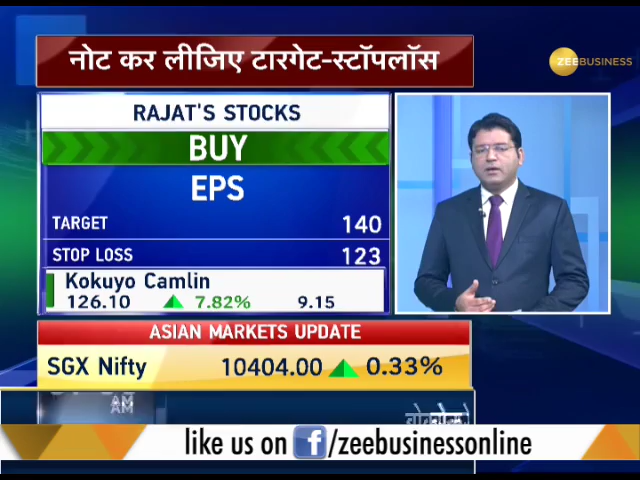 नोट कर लीजिए टारगेट-स्टॉपलॉस
ZEEBUSINESS
RAJAT'S STOCKS
BUY
EPS
TARGET 140
STOP LOSS 123
Kokuyo Camlin
126.10 7.82% 9.15
ASIAN MARKETS UPDATE
SGX Nifty 10404.00 0.33%
AM
like us on f/zeebusinessonline